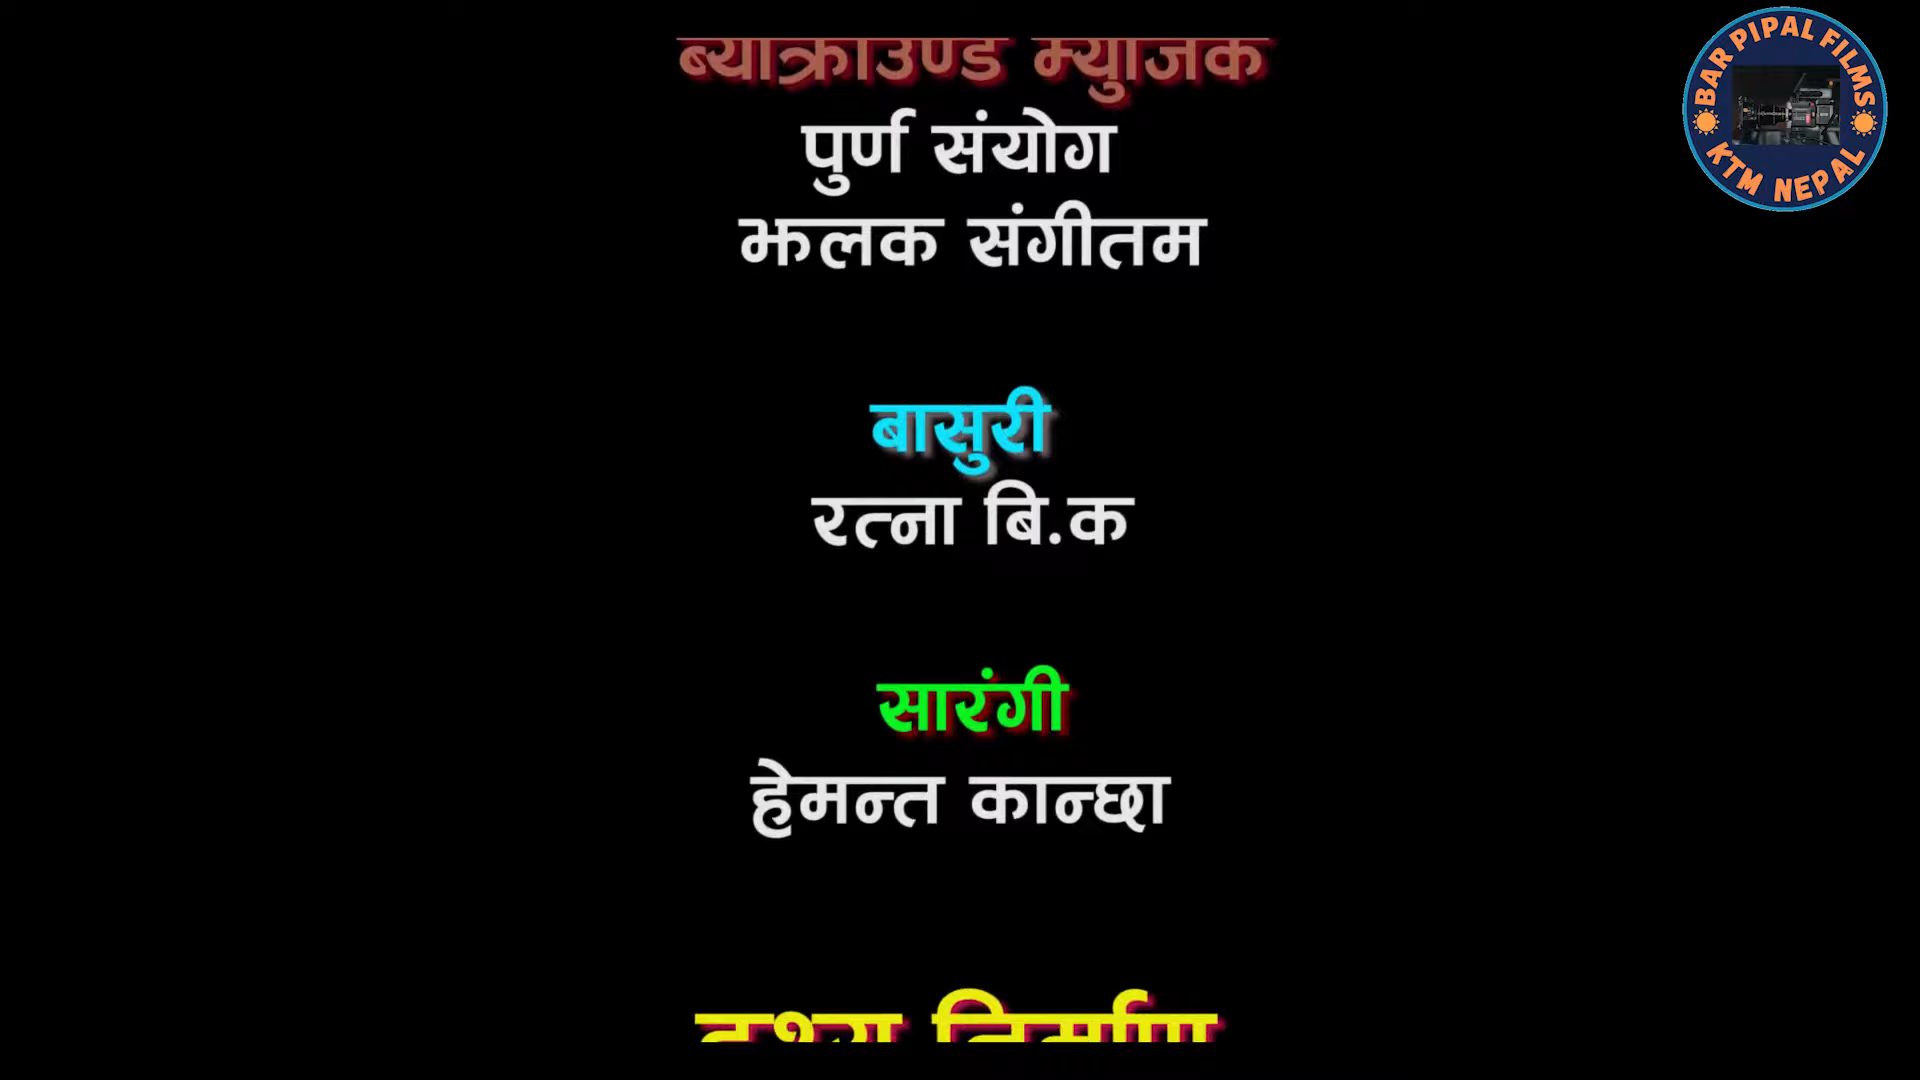 ब्याक्राउण्ड म्युजिक
पुर्ण संयोग
झलक संगीतम
बासुरी
रत्ना बि.क
सारंगी
हेमन्त कान्छा
निर्माण
BAR PIPAL FILMS
KTM NEPAL